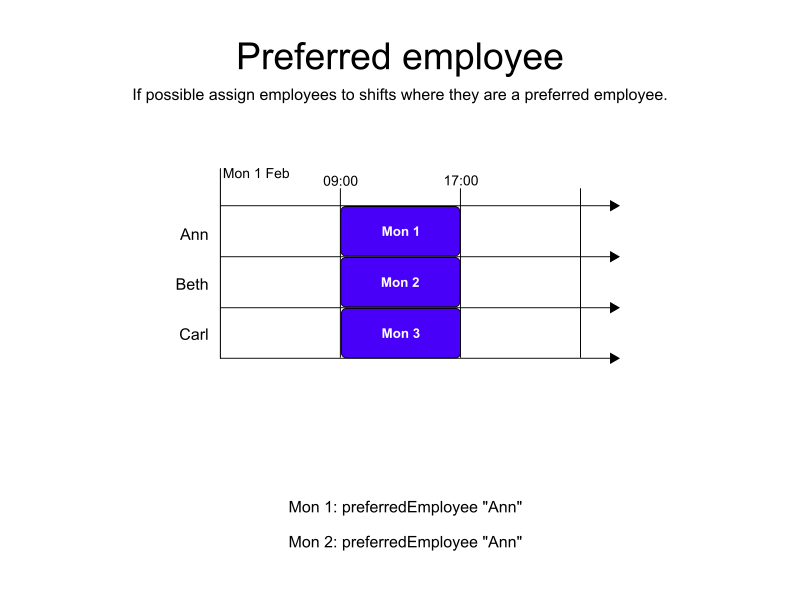 Preferred employee
If possible assign employees to shifts where they are a preferred employee.
Mon 1 Feb
09:00 17:00
Ann Mon 1
Beth Mon 2
Carl Mon 3
Mon 1: preferredEmployee "Ann"
Mon 2: preferredEmployee "Ann"